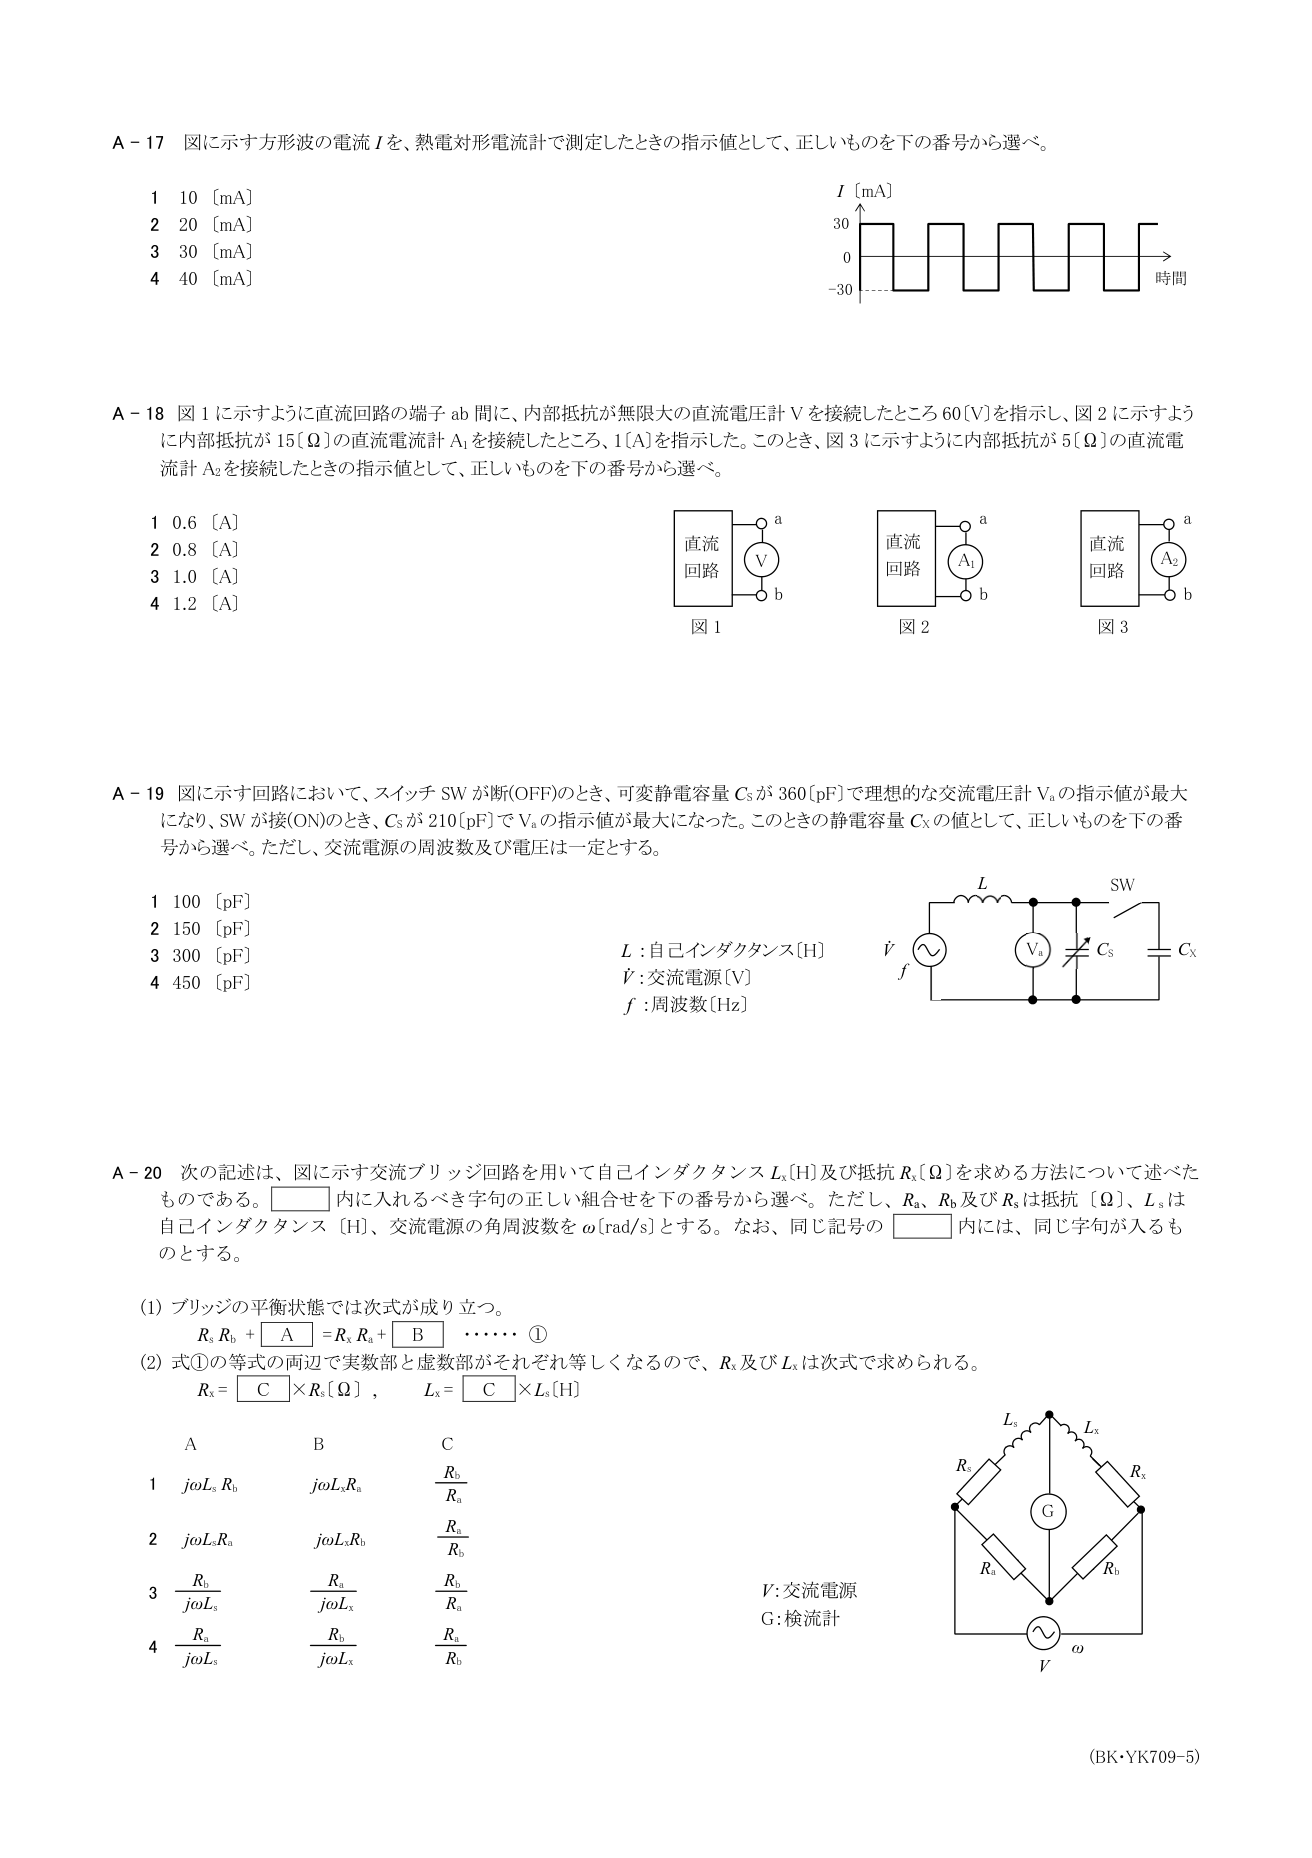 A－17　図に示す方形波の電流 I を、熱電対形電流計で測定したときの指示値として、正しいものを下の番号から選べ。
1　10 〔mA〕
2　20 〔mA〕
3　30 〔mA〕
4　40 〔mA〕
I〔mA〕
30
0
−30
時間
A－18　図 1 に示すように直流回路の端子 ab 間に、内部抵抗が無限大の直流電圧計 V を接続したところ 60〔V〕を指示し、図 2 に示すよう
に内部抵抗が 15〔Ω〕の直流電流計 A₁を接続したところ、1〔A〕を指示した。このとき、図 3 に示すように内部抵抗が 5〔Ω〕の直流電
流計 A₂を接続したときの指示値として、正しいものを下の番号から選べ。
1　0.6 〔A〕
2　0.8 〔A〕
3　1.0 〔A〕
4　1.2 〔A〕
直流
回路
V
a
b
図 1
直流
回路
A₁
a
b
図 2
直流
回路
A₂
a
b
図 3
A－19　図に示す回路において、スイッチ SW が断(OFF)のとき、可変静電容量 Cs が 360〔pF〕で理想的な交流電圧計 Va の指示値が最大
になり、SW が接(ON)のとき、Cs が 210〔pF〕で Va の指示値が最大になった。このときの静電容量 Cx の値として、正しいものを下の番
号から選べ。ただし、交流電源の周波数及び電圧は一定とする。
1　100 〔pF〕
2　150 〔pF〕
3　300 〔pF〕
4　450 〔pF〕
L：自己インダクタンス〔H〕
V̇：交流電源〔V〕
f：周波数〔Hz〕
L
SW
V̇
f
Va
Cs
Cx
A－20　次の記述は、図に示す交流ブリッジ回路を用いて自己インダクタンス Lx〔H〕及び抵抗 Rx〔Ω〕を求める方法について述べた
ものである。 内に入れるべき字句の正しい組合せを下の番号から選べ。ただし、Ra、Rb 及び Rs は抵抗 〔Ω〕、Ls は
自己インダクタンス 〔H〕、交流電源の角周波数を ω〔rad/s〕とする。なお、同じ記号の 内には、同じ字句が入るも
のとする。
(1) ブリッジの平衡状態では次式が成り立つ。
Rs Rb + A = Rx Ra + B ‥‥‥ ①
(2) 式①の等式の両辺で実数部と虚数部がそれぞれ等しくなるので、Rx 及び Lx は次式で求められる。
Rx = C ×Rs〔Ω〕 ,　Lx = C ×Ls〔H〕
A　B　C
1　jωLs Rb　jωLxRa　Rb/Ra
2　jωLsRa　jωLxRb　Ra/Rb
3　Rb/jωLs　Ra/jωLx　Rb/Ra
4　Ra/jωLs　Rb/jωLx　Ra/Rb
V：交流電源
G：検流計
Ls
Lx
Rs
Rx
G
Ra
Rb
ω
V
(BK・YK709-5)